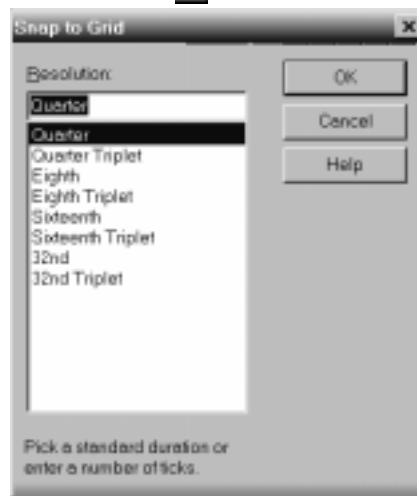 Snap to Grid
Resolution:
Quarter
OK
Quarter
Quarter Triplet
Eighth
Eighth Triplet
Sixteenth
Sixteenth Triplet
32nd
32nd Triplet
Cancel
Help
Pick a standard duration or
enter a number of ticks.